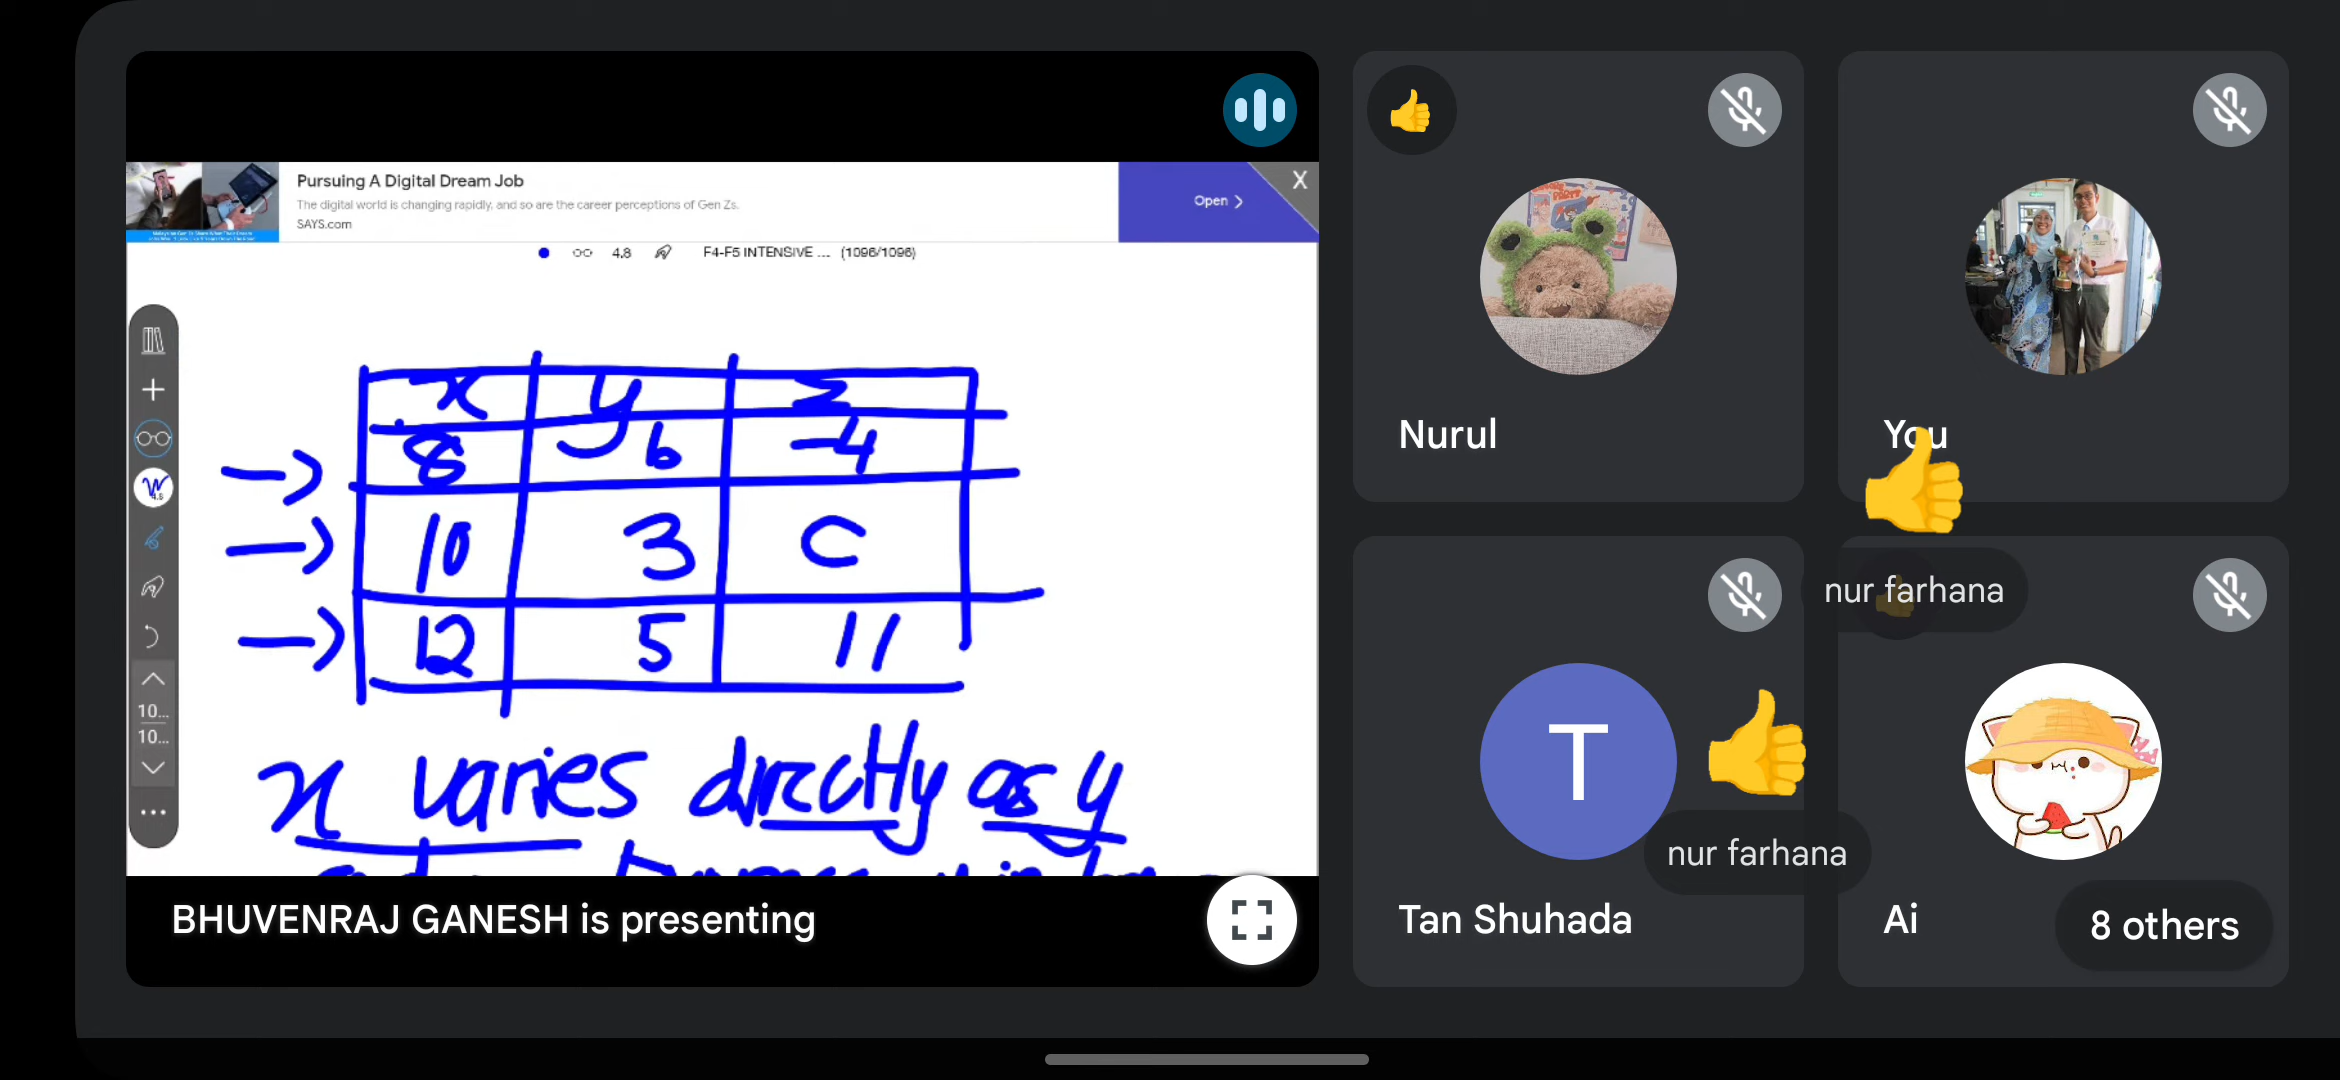 Pursuing A Digital Dream Job
The digital world is changing rapidly, and so are the career perceptions of Gen Zs.
SAYS.com
Open
X
4.8 F4-F5 INTENSIVE ... (1096/1096)
x y z
8 6 -4
10 3 C
12 5 11
x varies directly as y
4.8
10...
10...
BHUVENRAJ GANESH is presenting
Nurul
You
nur farhana
T
nur farhana
Tan Shuhada
Ai
8 others